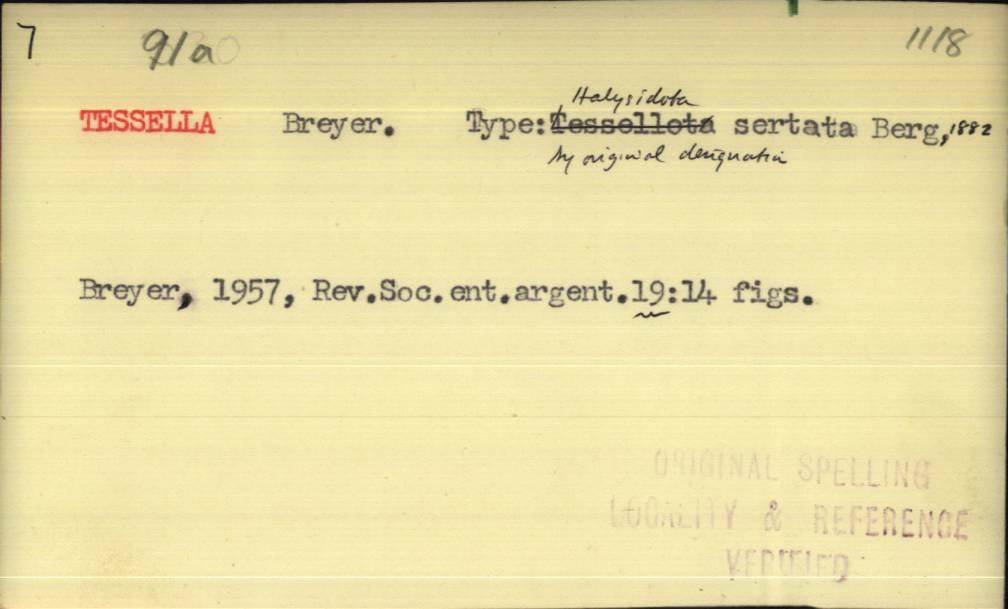 7 91a 1118
Halysidota
TESSELLA Breyer. Type: Tessellota sertata Berg, 1882
by original designation
Breyer, 1957, Rev.Soc.ent.argent.19:14 figs.
ORIGINAL SPELLING
LOCALITY & REFERENCE
VERIFIED